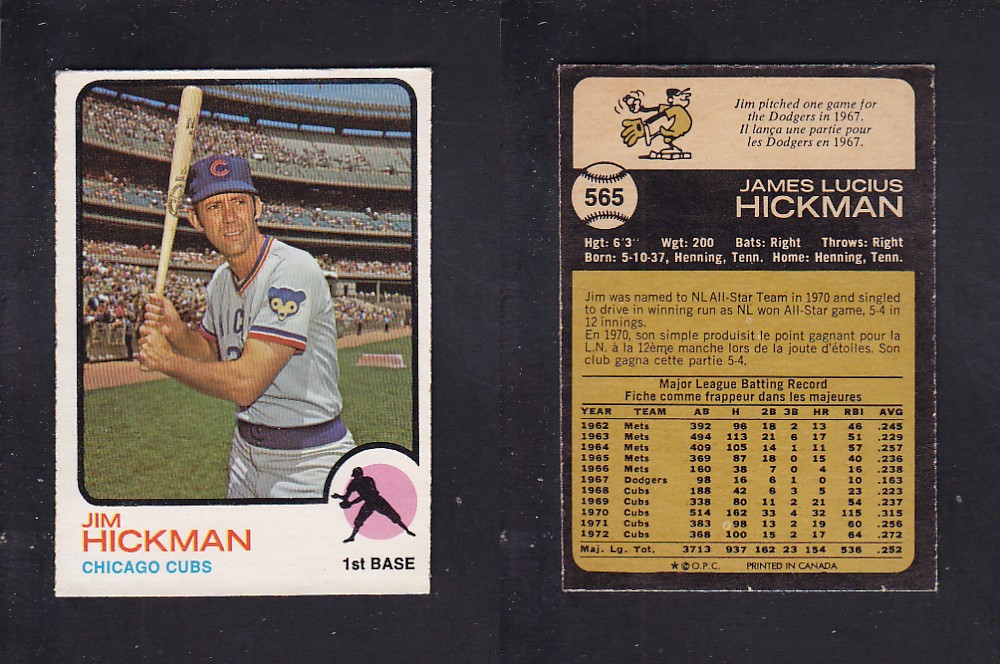 C
JIM
HICKMAN
CHICAGO CUBS
1st BASE
Jim pitched one game for
the Dodgers in 1967.
Il lança une partie pour
les Dodgers en 1967.
565
JAMES LUCIUS
HICKMAN
Hgt: 6'3" Wgt: 200 Bats: Right Throws: Right
Born: 5-10-37, Henning, Tenn. Home: Henning, Tenn.
Jim was named to NL All-Star Team in 1970 and singled
to drive in winning run as NL won All-Star game, 5-4 in
12 innings.
En 1970, son simple produisit le point gagnant pour la
L.N. à la 12ème manche lors de la joute d'étoiles. Son
club gagna cette partie 5-4.
Major League Batting Record
Fiche comme frappeur dans les majeures
YEAR TEAM AB H 2B 3B HR RBI AVG
1962 Mets 392 96 18 2 13 46 .245
1963 Mets 494 113 21 6 17 51 .229
1964 Mets 409 105 14 1 11 57 .257
1965 Mets 369 87 18 0 15 40 .236
1966 Mets 160 38 7 0 4 16 .238
1967 Dodgers 98 16 6 1 0 10 .163
1968 Cubs 188 42 6 3 5 23 .223
1969 Cubs 338 80 11 2 21 54 .237
1970 Cubs 514 162 33 4 32 115 .315
1971 Cubs 383 98 13 2 19 60 .256
1972 Cubs 368 100 15 2 17 64 .272
Maj. Lg. Tot. 3713 937 162 23 154 536 .252
★ © O.P.C. PRINTED IN CANADA